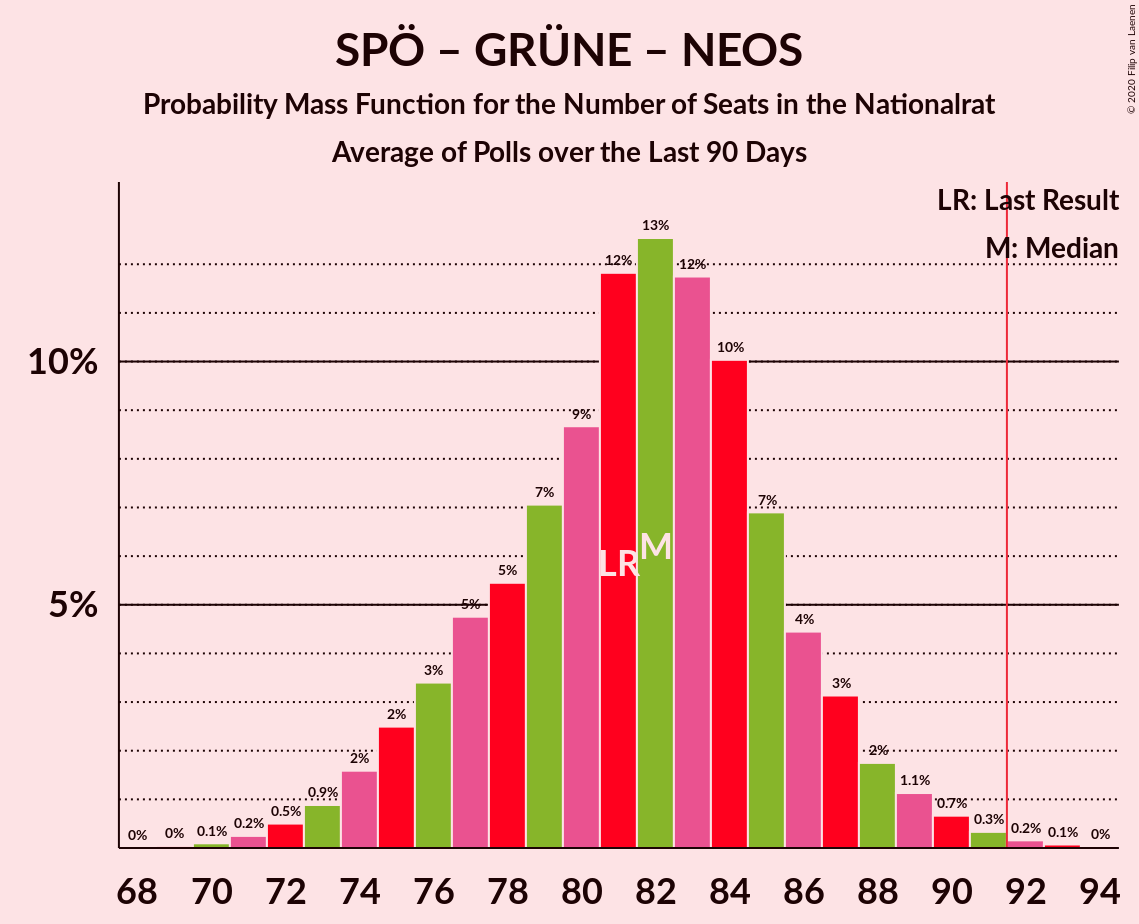 SPÖ – GRÜNE – NEOS
Probability Mass Function for the Number of Seats in the Nationalrat
Average of Polls over the Last 90 Days
© 2020 Filip van Laenen
LR: Last Result
M: Median
13%
12% 12%
10% 10%
9%
7% 7%
LR M
5% 5%
5% 5% 4%
3% 3%
2% 2%
2% 1.1%
0.9% 0.7%
0% 0% 0.1% 0.2% 0.5% 0.3% 0.2% 0.1% 0%
68 70 72 74 76 78 80 82 84 86 88 90 92 94